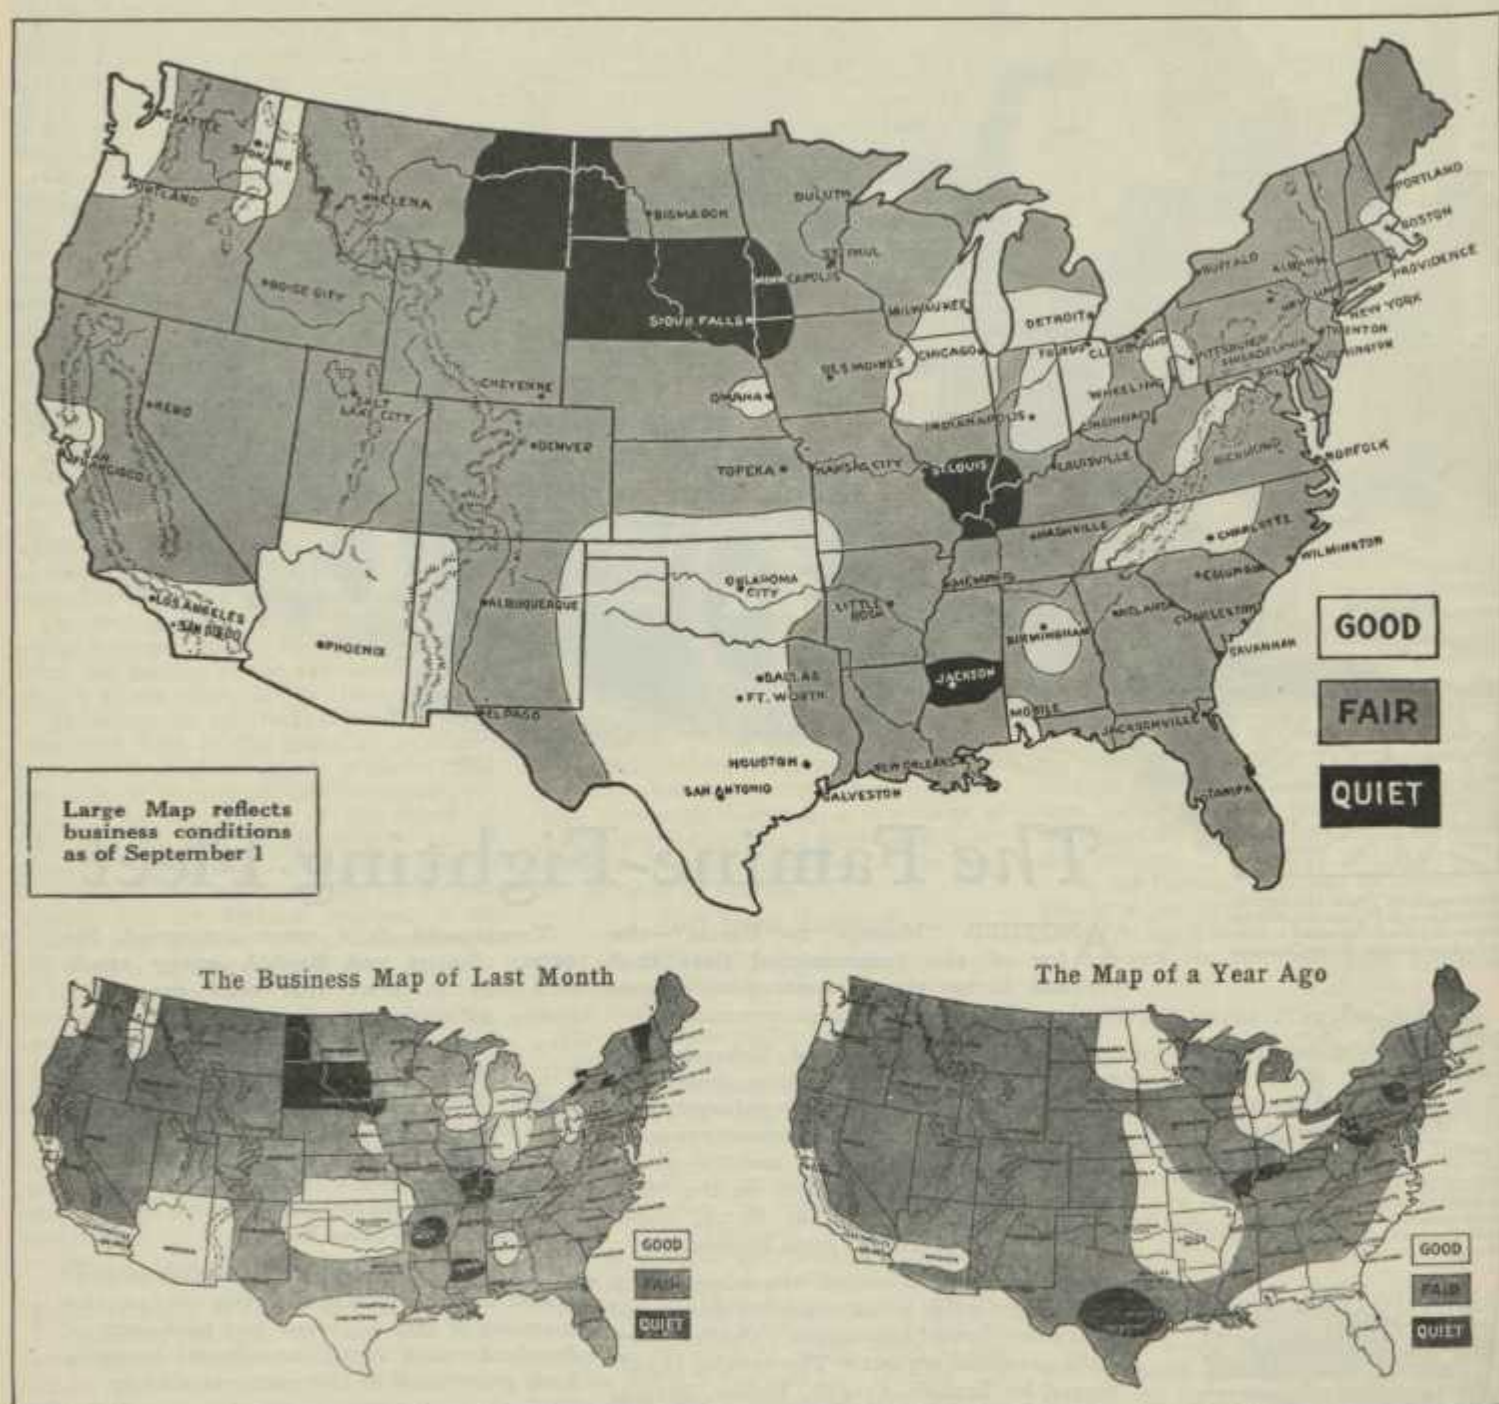 SEATTLE
SPOKANE
PORTLAND
HELENA
BISMARCK
DULUTH
ST. PAUL
BOISE CITY
SIOUX FALLS
MILWAUKEE
DETROIT
BUFFALO
ALBANY
PORTLAND
BOSTON
PROVIDENCE
NEW YORK
TRENTON
CHICAGO
TOLEDO
CLEVELAND
PITTSBURGH
PHILADELPHIA
DES MOINES
WHEELING
CHEYENNE
OMAHA
RENO
SALT
LAKE CITY
INDIANAPOLIS
CINCINNATI
DENVER
SAN
FRANCISCO
TOPEKA
KANSAS CITY
ST. LOUIS
LOUISVILLE
RICHMOND
NORFOLK
NASHVILLE
CHARLOTTE
WILMINGTON
LOS ANGELES
SAN DIEGO
PHOENIX
ALBUQUERQUE
OKLAHOMA
CITY
LITTLE
ROCK
MEMPHIS
COLUMBIA
ATLANTA
CHARLESTON
BIRMINGHAM
SAVANNAH
DALLAS
FT. WORTH
JACKSON
EL PASO
MOBILE
JACKSONVILLE
HOUSTON
NEW ORLEANS
SAN ANTONIO
GALVESTON
TAMPA
GOOD
FAIR
QUIET
Large Map reflects
business conditions
as of September 1
The Business Map of Last Month
GOOD
FAIR
QUIET
The Map of a Year Ago
GOOD
FAIR
QUIET